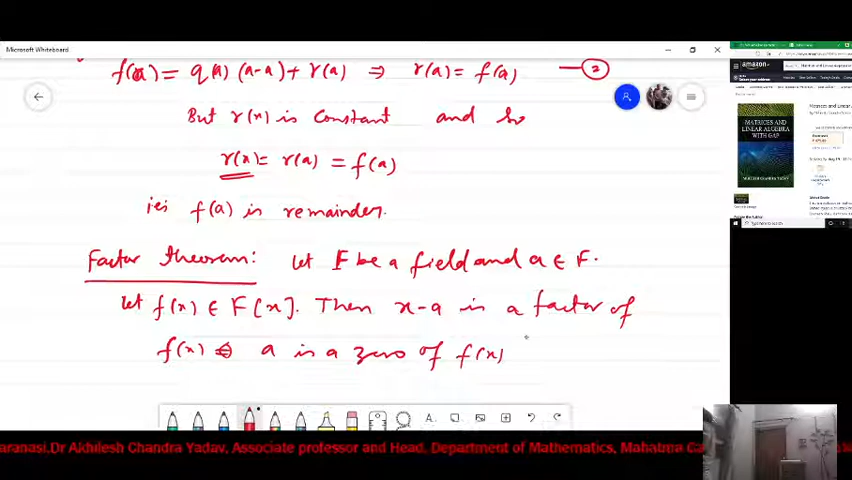 Microsoft Whiteboard
f(a) = q(a) (a-a) + r(a) ⇒ r(a) = f(a) —②
But r(x) is constant and so
r(x) = r(a) = f(a)
i.e; f(a) is remainder.
Factor theorem: Let F be a field and a ∈ F.
Let f(x) ∈ F[x]. Then x-a is a factor of
f(x) ⇔ a is a zero of f(x)
amazon
MATRICES AND
LINEAR ALGEBRA
WITH GAP
aranasi,Dr Akhilesh Chandra Yadav, Associate professor and Head, Department of Mathematics, Mahatma Ga